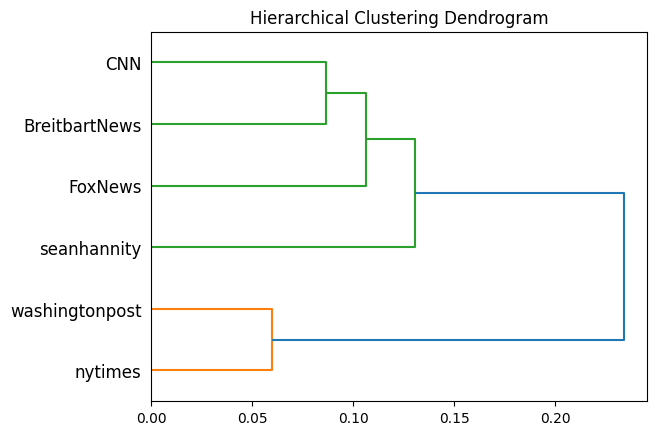 Hierarchical Clustering Dendrogram
CNN
BreitbartNews
FoxNews
seanhannity
washingtonpost
nytimes
0.00 0.05 0.10 0.15 0.20